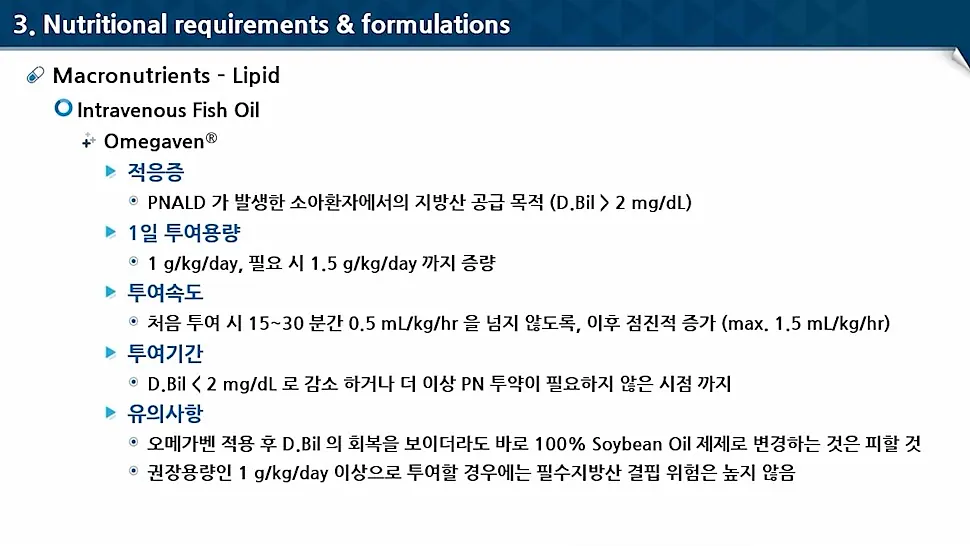 3. Nutritional requirements & formulations
Macronutrients - Lipid
Intravenous Fish Oil
Omegaven®
적응증
PNALD 가 발생한 소아환자에서의 지방산 공급 목적 (D.Bil > 2 mg/dL)
1일 투여용량
1 g/kg/day, 필요 시 1.5 g/kg/day 까지 증량
투여속도
처음 투여 시 15~30 분간 0.5 mL/kg/hr 을 넘지 않도록, 이후 점진적 증가 (max. 1.5 mL/kg/hr)
투여기간
D.Bil < 2 mg/dL 로 감소 하거나 더 이상 PN 투약이 필요하지 않은 시점 까지
유의사항
오메가벤 적용 후 D.Bil 의 회복을 보이더라도 바로 100% Soybean Oil 제제로 변경하는 것은 피할 것
권장용량인 1 g/kg/day 이상으로 투여할 경우에는 필수지방산 결핍 위험은 높지 않음